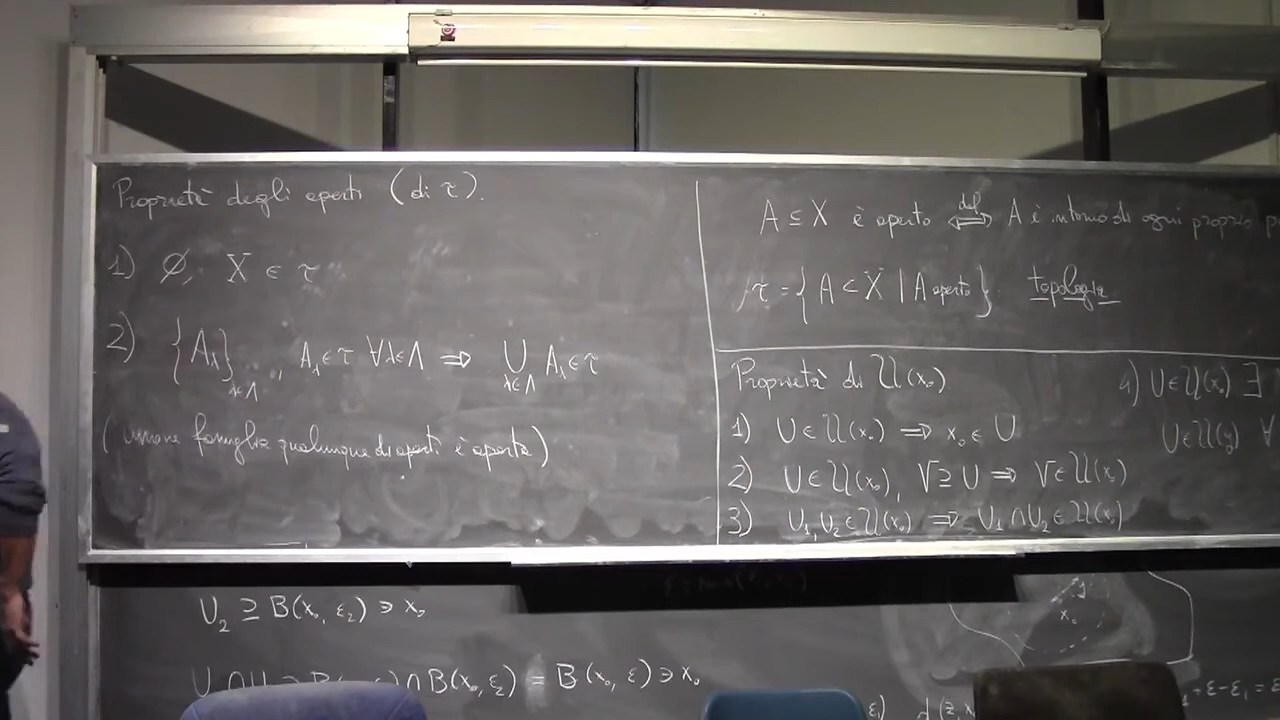 Proprietà degli aperti (di τ).
1) ∅, X ∈ τ
2) {A_λ}_{λ∈Λ}, A_λ ∈ τ ∀λ∈Λ ⇒ ⋃_{λ∈Λ} A_λ ∈ τ
(unione famiglia qualunque di aperti è aperta)
A ⊆ X è aperto ⇔ def A è intorno di ogni proprio
τ = {A ⊂ X | A aperto} topologia
Proprietà di U(x₀)
1) U ∈ U(x₀) ⇒ x₀ ∈ U
2) U ∈ U(x₀), V ⊇ U ⇒ V ∈ U(x₀)
3) U₁, U₂ ∈ U(x₀) ⇒ U₁ ∩ U₂ ∈ U(x₀)
4) U ∈ U(x₀) ∃
U ∈ U(y) ∀
U₂ ⊇ B(x₀, ε₂) ∋ x₀
∩ B(x₀, ε₂) = B(x₀, ε) ∋ x₀
x₀